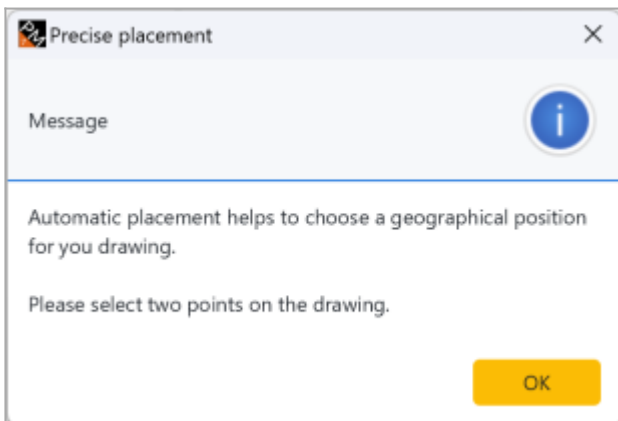 Precise placement
Message
Automatic placement helps to choose a geographical position
for you drawing.
Please select two points on the drawing.
OK